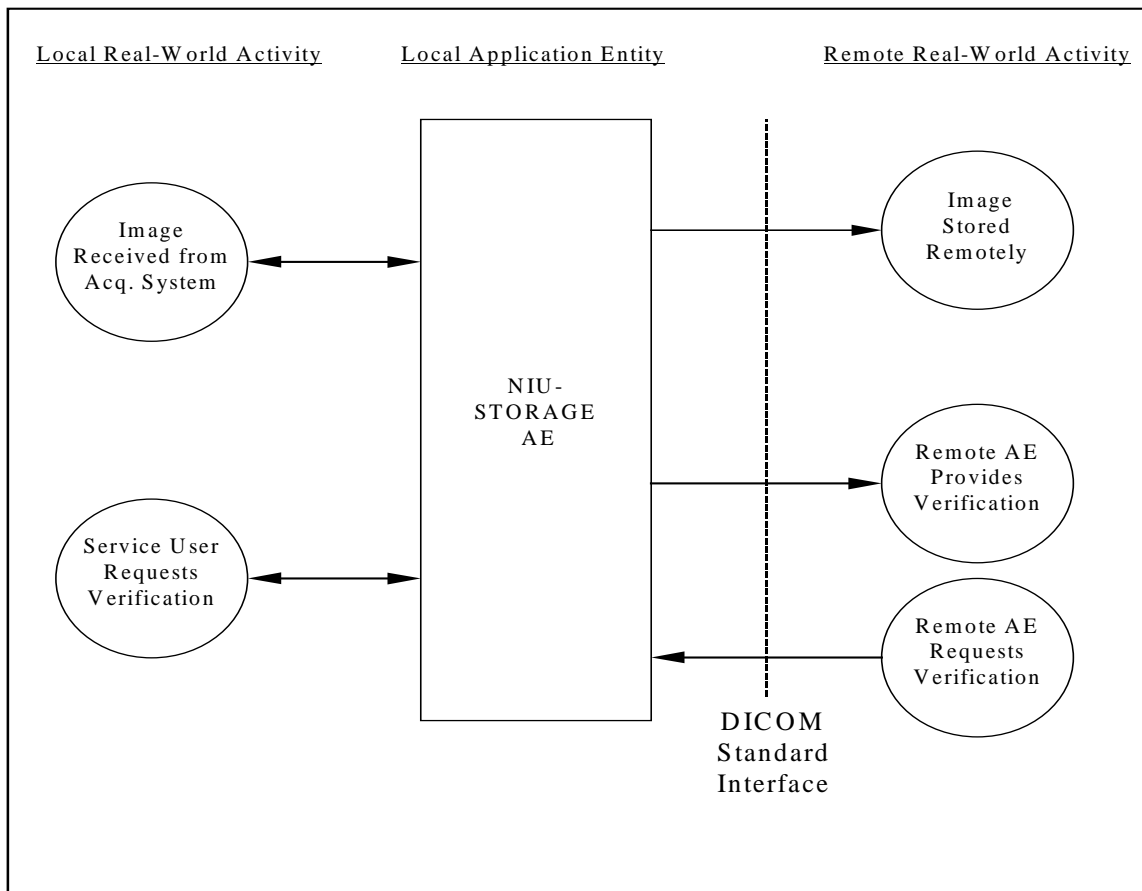 Local Real-World Activity
Local Application Entity
Remote Real-World Activity
Image
Received from
Acq. System
Service User
Requests
Verification
NIU-
STORAGE
AE
Image
Stored
Remotely
Remote AE
Provides
Verification
Remote AE
Requests
Verification
DICOM
Standard
Interface